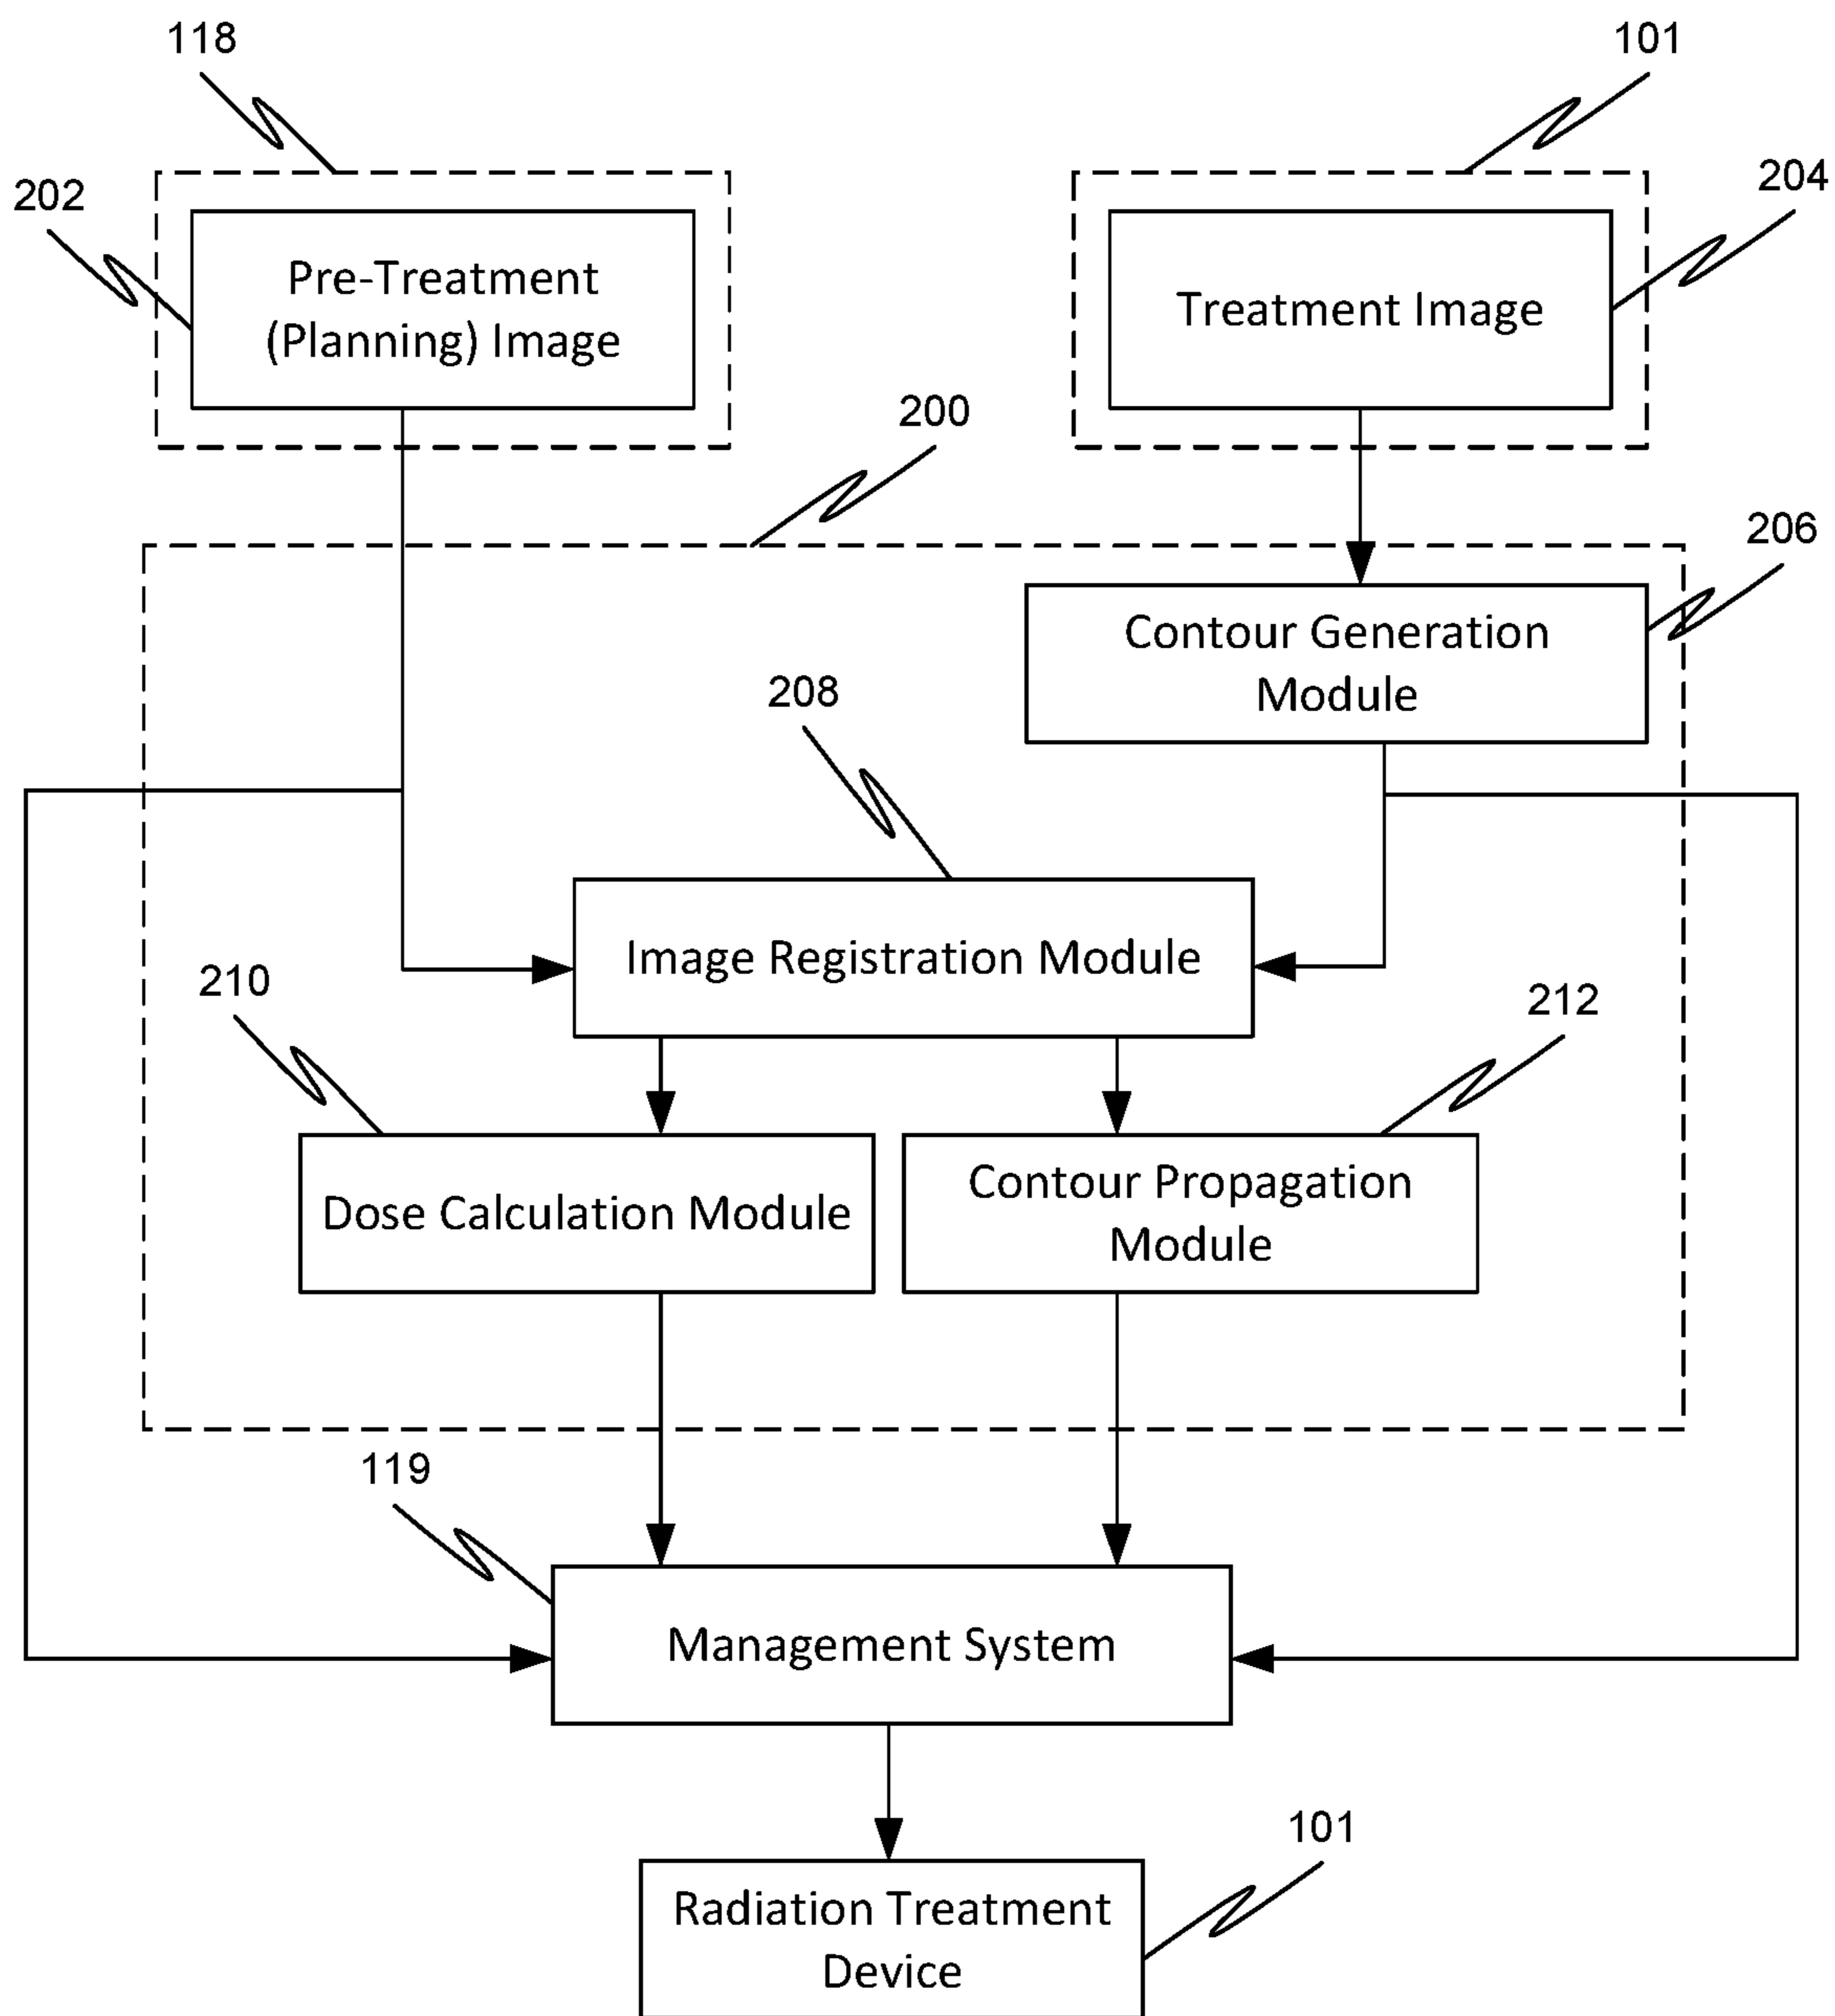 118
101
202
204
Pre-Treatment
(Planning) Image
Treatment Image
200
206
Contour Generation
Module
208
Image Registration Module
210
212
Dose Calculation Module
Contour Propagation
Module
119
Management System
101
Radiation Treatment
Device